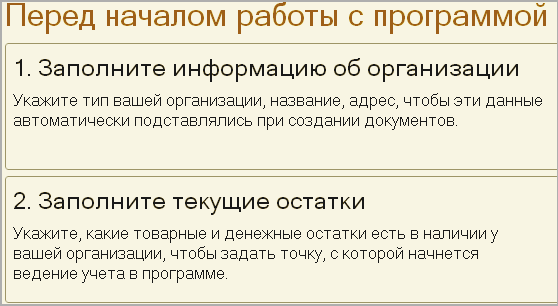 Перед началом работы с программой
1. Заполните информацию об организации
Укажите тип вашей организации, название, адрес, чтобы эти данные
автоматически подставлялись при создании документов.
2. Заполните текущие остатки
Укажите, какие товарные и денежные остатки есть в наличии у
вашей организации, чтобы задать точку, с которой начнется
ведение учета в программе.